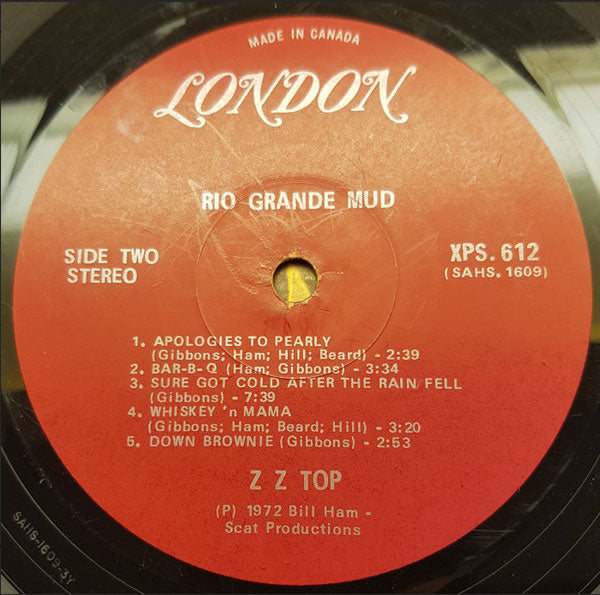 MADE IN CANADA
LONDON
RIO GRANDE MUD
SIDE TWO
STEREO
XPS. 612
(SAHS. 1609)
1. APOLOGIES TO PEARLY
(Gibbons; Ham; Hill; Beard) - 2:39
2. BAR-B-Q (Ham; Gibbons) - 3:34
3. SURE GOT COLD AFTER THE RAIN FELL
(Gibbons) - 7:39
4. WHISKEY 'n MAMA
(Gibbons; Ham; Beard; Hill) - 3:20
5. DOWN BROWNIE (Gibbons) - 2:53
Z Z TOP
(P) 1972 Bill Ham -
Scat Productions
SAHS-1609-3Y